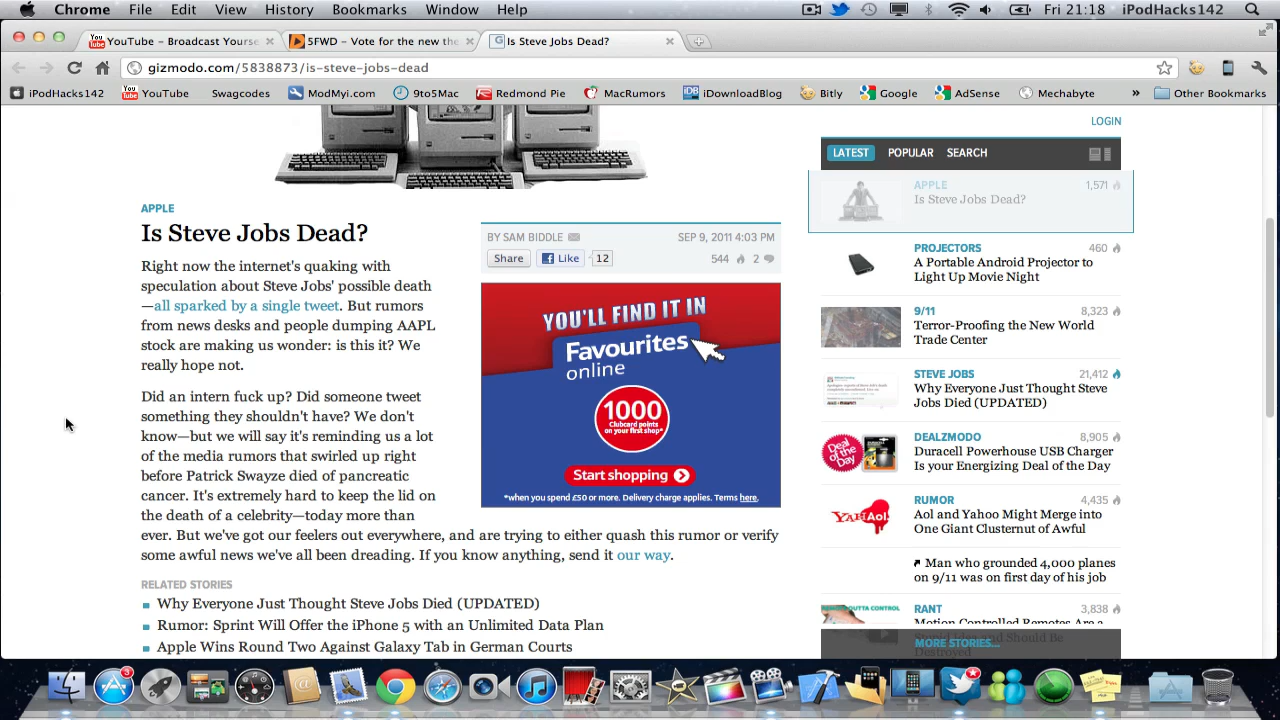 Chrome File Edit View History Bookmarks Window Help Fri 21:18 iPodHacks142
YouTube - Broadcast Yourse 5FWD - Vote for the new the Is Steve Jobs Dead?
gizmodo.com/5838873/is-steve-jobs-dead
iPodHacks142 YouTube Swagcodes ModMyi.com 9to5Mac Redmond Pie MacRumors iDownloadBlog Bitly Google AdSense Mechabyte » Other Bookmarks
APPLE
Is Steve Jobs Dead?
Right now the internet's quaking with
speculation about Steve Jobs' possible death
—all sparked by a single tweet. But rumors
from news desks and people dumping AAPL
stock are making us wonder: is this it? We
really hope not.
Did an intern fuck up? Did someone tweet
something they shouldn't have? We don't
know—but we will say it's reminding us a lot
of the media rumors that swirled up right
before Patrick Swayze died of pancreatic
cancer. It's extremely hard to keep the lid on
the death of a celebrity—today more than
ever. But we've got our feelers out everywhere, and are trying to either quash this rumor or verify
some awful news we've all been dreading. If you know anything, send it our way.
RELATED STORIES
Why Everyone Just Thought Steve Jobs Died (UPDATED)
Rumor: Sprint Will Offer the iPhone 5 with an Unlimited Data Plan
Apple Wins Round Two Against Galaxy Tab in German Courts
BY SAM BIDDLE SEP 9, 2011 4:03 PM
Share Like 12 544 2
YOU'LL FIND IT IN
Favourites
online
1000
Clubcard points
on your first shop*
Start shopping
*when you spend £50 or more. Delivery charge applies. Terms here.
LOGIN
LATEST POPULAR SEARCH
APPLE 1,571
Is Steve Jobs Dead?
PROJECTORS 460
A Portable Android Projector to
Light Up Movie Night
9/11 8,323
Terror-Proofing the New World
Trade Center
STEVE JOBS 21,412
Why Everyone Just Thought Steve
Jobs Died (UPDATED)
Deal of the Day
DEALZMODO 8,905
Duracell Powerhouse USB Charger
Is your Energizing Deal of the Day
YAHAol.
RUMOR 4,435
Aol and Yahoo Might Merge into
One Giant Clusternut of Awful
Man who grounded 4,000 planes
on 9/11 was on first day of his job
OUTTA CONTROL
RANT 3,838
Motion Controlled Remotes Are a
Stupid Idea and Should Be
Destroyed
MORE STORIES...
3